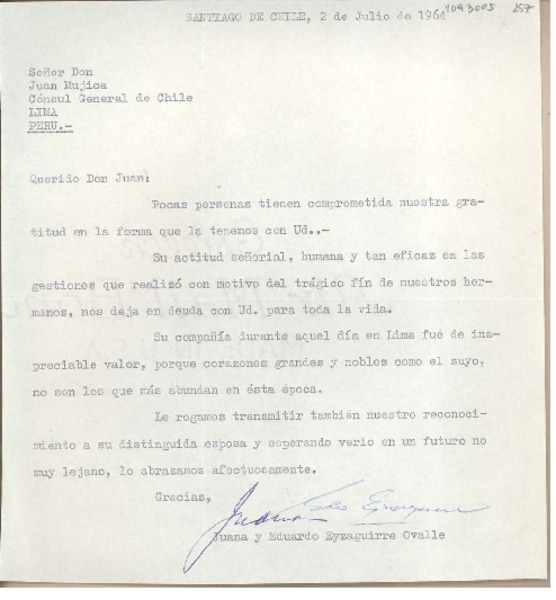 SANTIAGO DE CHILE, 2 de Julio de 1961
1093005 257
Señor Don
Juan Mujica
Cónsul General de Chile
LIMA
PERU.-
Querido Don Juan:
Pocas personas tienen comprometida nuestra gra-
titud en la forma que la tenemos con Ud..-
Su actitud señorial, humana y tan eficaz en las
gestiones que realizó con motivo del trágico fín de nuestros her-
manos, nos deja en deuda con Ud. para toda la vida.
Su compañía durante aquel día en Lima fué de ina-
preciable valor, porque corazones grandes y nobles como el suyo,
no son los que más abundan en ésta época.
Le rogamos transmitir también nuestro reconoci-
miento a su distinguida esposa y esperando verlo en un futuro no
muy lejano, lo abrazamos afectuosamente.
Gracias,
Juana
Juana y Eduardo Eyzaguirre Ovalle